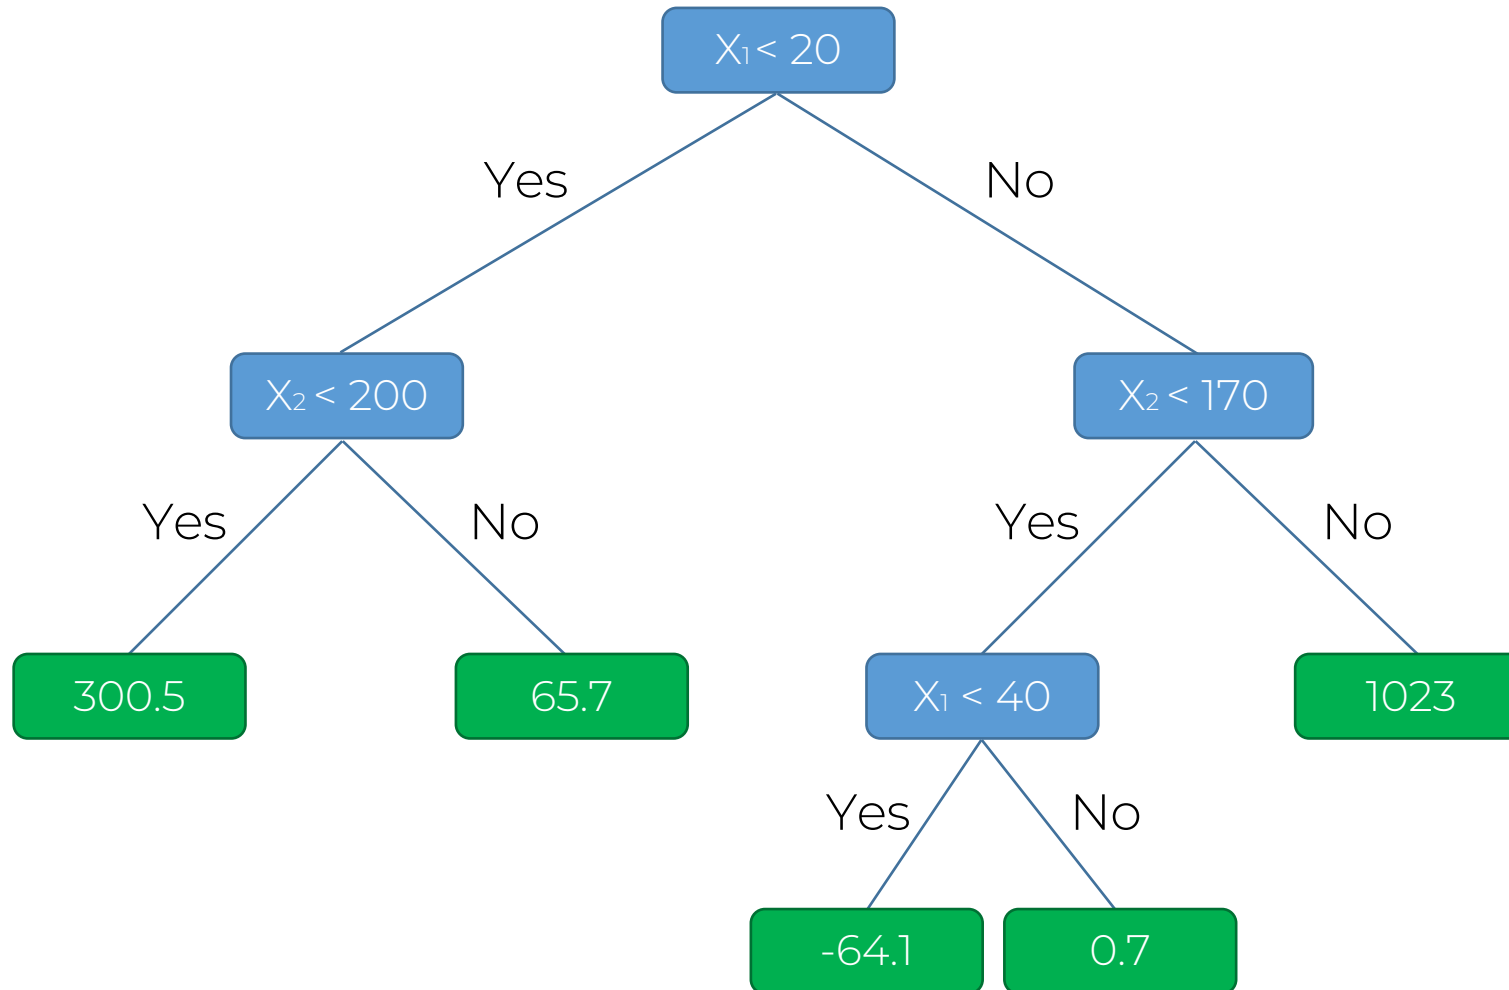 X₁ < 20
Yes
No
X₂ < 200
X₂ < 170
Yes
No
Yes
No
300.5
65.7
X₁ < 40
1023
Yes
No
-64.1
0.7